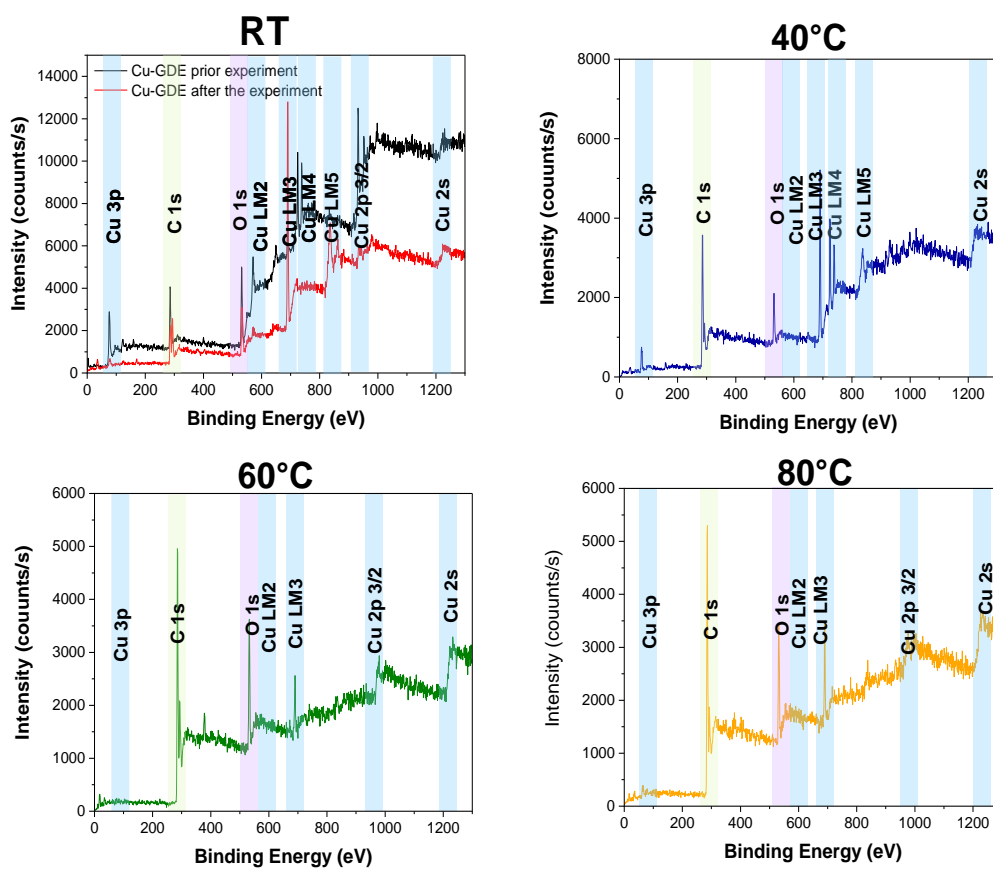 RT
14000
12000
10000
8000
6000
4000
2000
0
Intensity (couunts/s)
Cu-GDE prior experiment
Cu-GDE after the experiment
Cu 3p
C 1s
O 1s
Cu LM2
Cu LM3
Cu LM4
Cu LM5
Cu 2p 3/2
Cu 2s
0 200 400 600 800 1000 1200
Binding Energy (eV)
40°C
8000
6000
4000
2000
0
Intensity (couunts/s)
Cu 3p
C 1s
O 1s
Cu LM2
Cu LM3
Cu LM4
Cu LM5
Cu 2s
0 200 400 600 800 1000 1200
Binding Energy (eV)
60°C
6000
5000
4000
3000
2000
1000
0
Intensity (couunts/s)
Cu 3p
C 1s
O 1s
Cu LM2
Cu LM3
Cu 2p 3/2
Cu 2s
0 200 400 600 800 1000 1200
Binding Energy (eV)
80°C
6000
5000
4000
3000
2000
1000
0
Intensity (couunts/s)
Cu 3p
C 1s
O 1s
Cu LM2
Cu LM3
Cu 2p 3/2
Cu 2s
0 200 400 600 800 1000 1200
Binding Energy (eV)